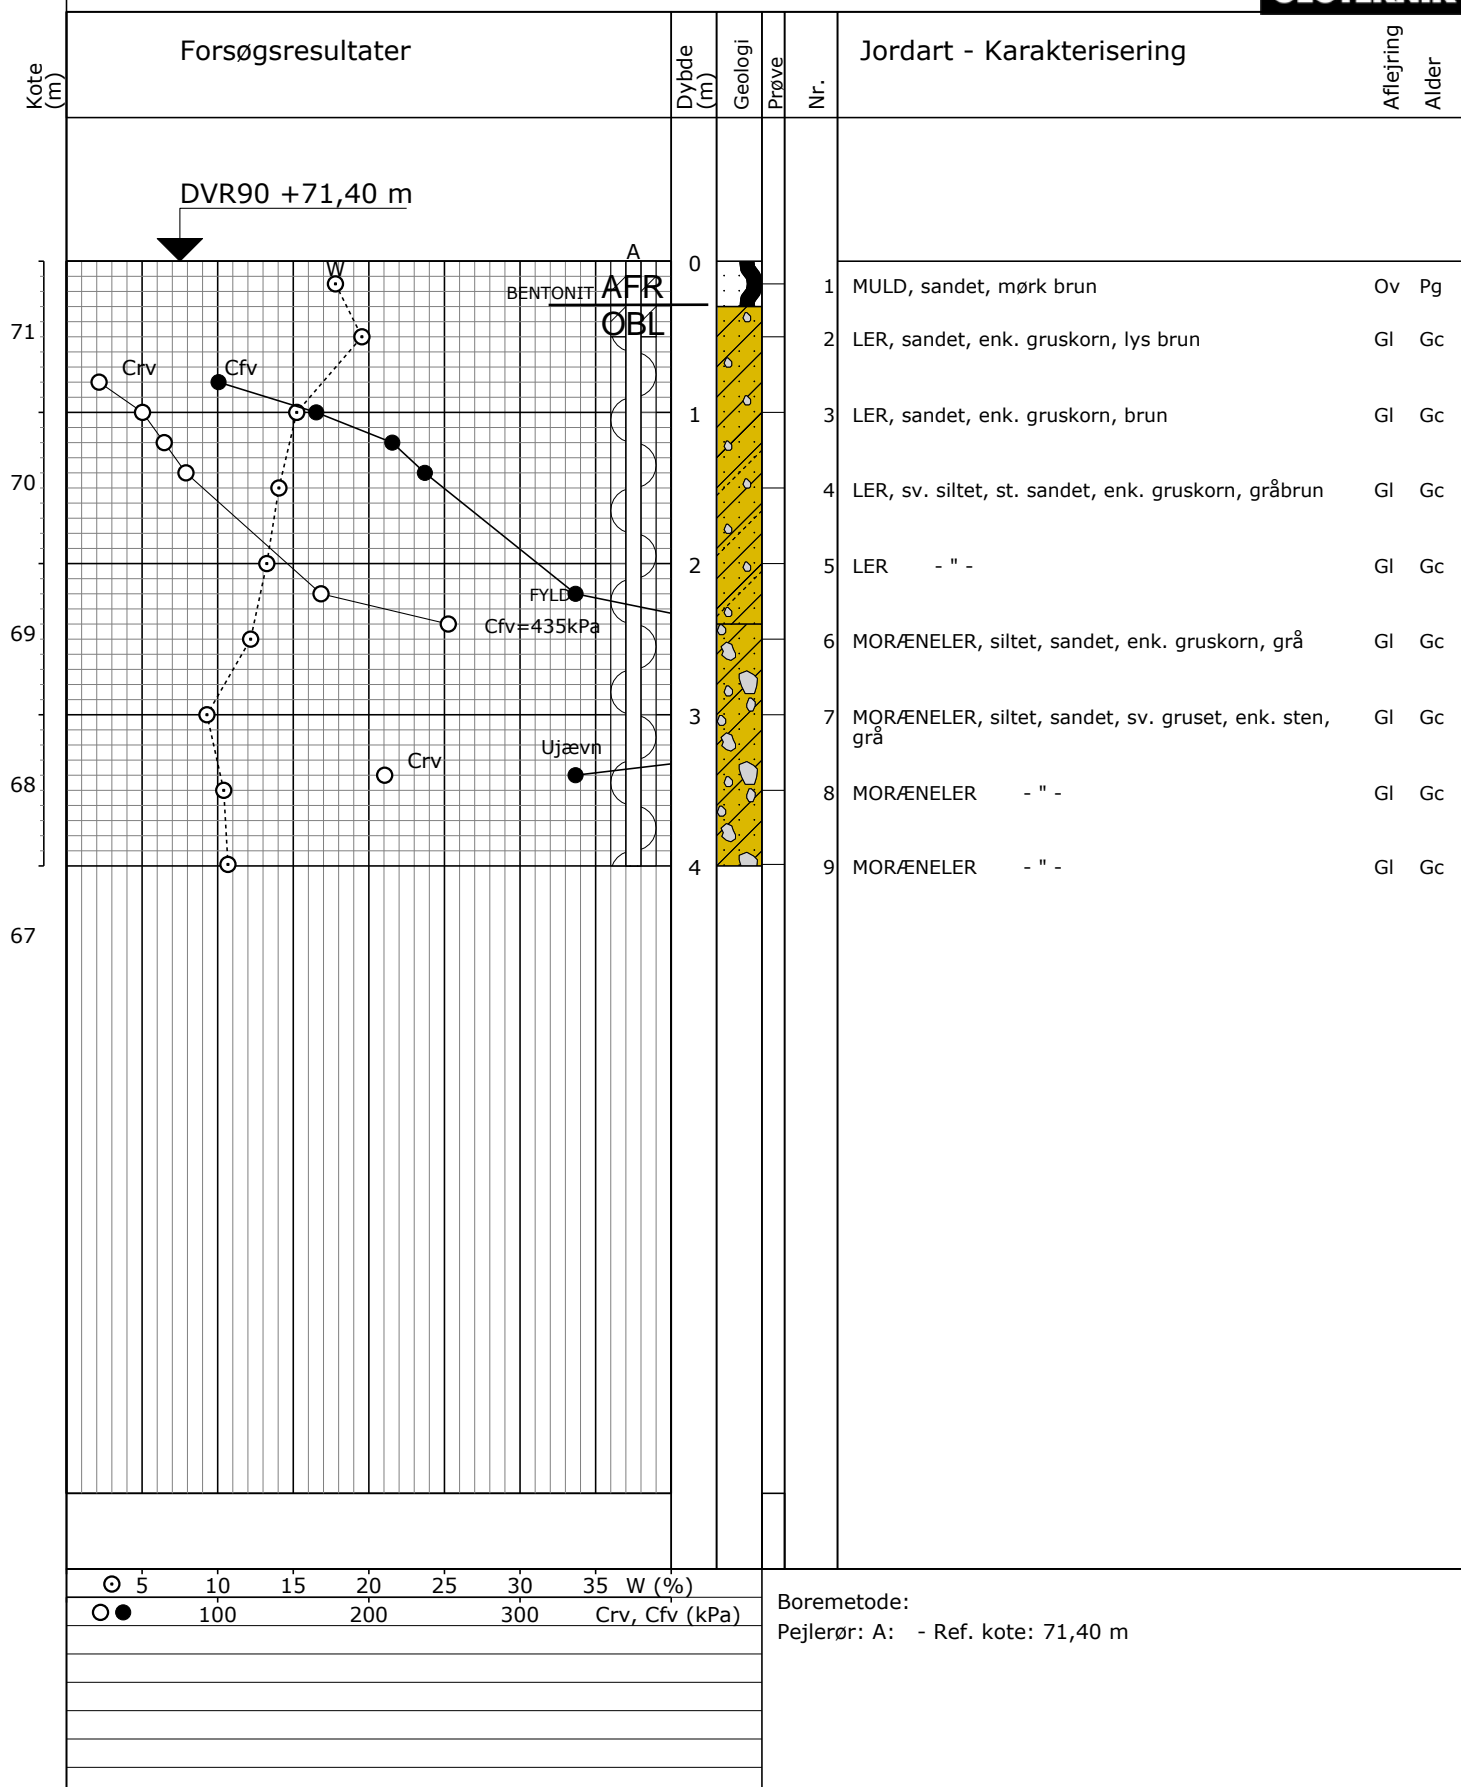 Kote (m)
Forsøgsresultater
Dybde (m)
Geologi
Prøve
Nr.
Jordart - Karakterisering
Aflejring
Alder
DVR90 +71,40 m
A
W
0
BENTONIT
AFR
OBL
1 MULD, sandet, mørk brun Ov Pg
71
2 LER, sandet, enk. gruskorn, lys brun Gl Gc
Crv
Cfv
1
3 LER, sandet, enk. gruskorn, brun Gl Gc
70
4 LER, sv. siltet, st. sandet, enk. gruskorn, gråbrun Gl Gc
2
5 LER - " - Gl Gc
FYLD
Cfv=435kPa
69
6 MORÆNELER, siltet, sandet, enk. gruskorn, grå Gl Gc
3
7 MORÆNELER, siltet, sandet, sv. gruset, enk. sten, Gl Gc
grå
Ujævn
Crv
68
8 MORÆNELER - " - Gl Gc
4
9 MORÆNELER - " - Gl Gc
67
5 10 15 20 25 30 35 W (%)
100 200 300 Crv, Cfv (kPa)
Boremetode:
Pejlerør: A: - Ref. kote: 71,40 m